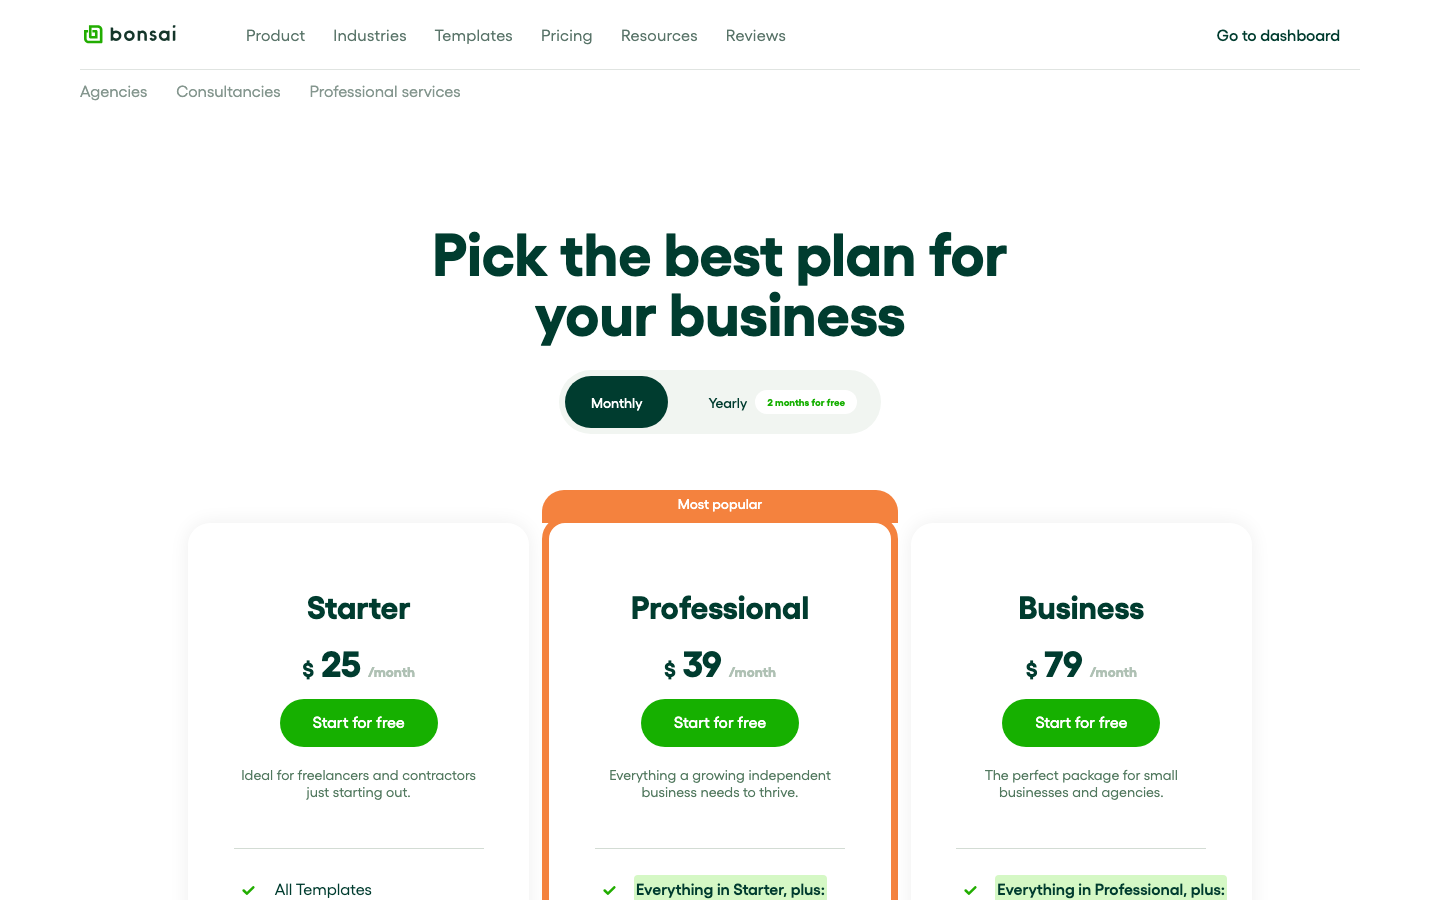 bonsai
Product Industries Templates Pricing Resources Reviews
Go to dashboard
Agencies Consultancies Professional services
Pick the best plan for
your business
Monthly
Yearly 2 months for free
Most popular
Starter
$ 25 /month
Start for free
Ideal for freelancers and contractors
just starting out.
All Templates
Professional
$ 39 /month
Start for free
Everything a growing independent
business needs to thrive.
Everything in Starter, plus:
Business
$ 79 /month
Start for free
The perfect package for small
businesses and agencies.
Everything in Professional, plus: